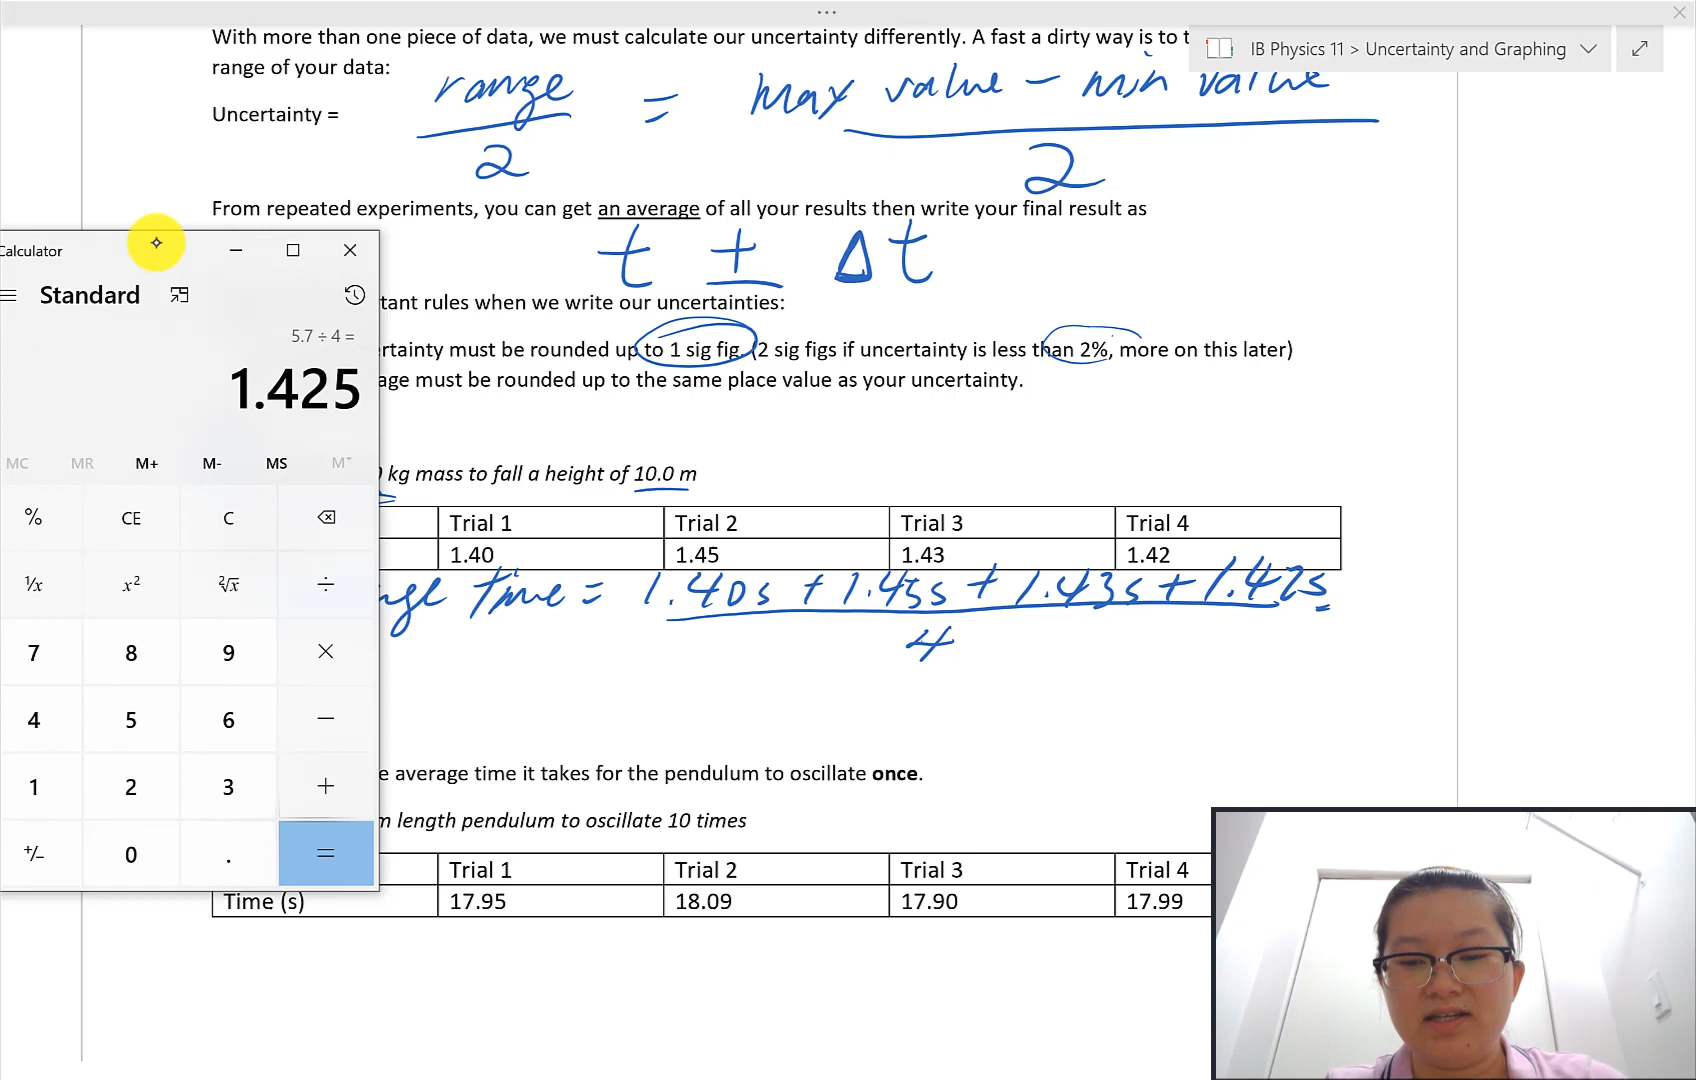 ...
With more than one piece of data, we must calculate our uncertainty differently. A fast a dirty way is to t
IB Physics 11 > Uncertainty and Graphing
range of your data:
Uncertainty = range / 2 = max value - min value / 2
From repeated experiments, you can get an average of all your results then write your final result as
t ± Δt
Calculator
Standard
tant rules when we write our uncertainties:
5.7 ÷ 4 =
1.425
rtainty must be rounded up to 1 sig fig. (2 sig figs if uncertainty is less than 2%, more on this later)
age must be rounded up to the same place value as your uncertainty.
MC MR M+ M- MS M˅
kg mass to fall a height of 10.0 m
% CE C
Trial 1 Trial 2 Trial 3 Trial 4
1.40 1.45 1.43 1.42
time = 1.40s + 1.45s + 1.43s + 1.42s / 4
¹/x x² ²√x ÷
7 8 9 ×
4 5 6 −
e average time it takes for the pendulum to oscillate once.
1 2 3 +
m length pendulum to oscillate 10 times
+/− 0 . =
Trial 1 Trial 2 Trial 3 Trial 4
Time (s) 17.95 18.09 17.90 17.99